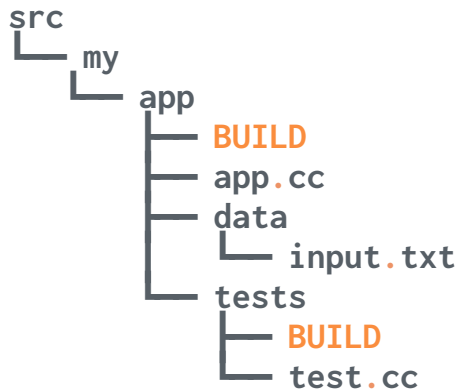 src
my
app
BUILD
app.cc
data
input.txt
tests
BUILD
test.cc